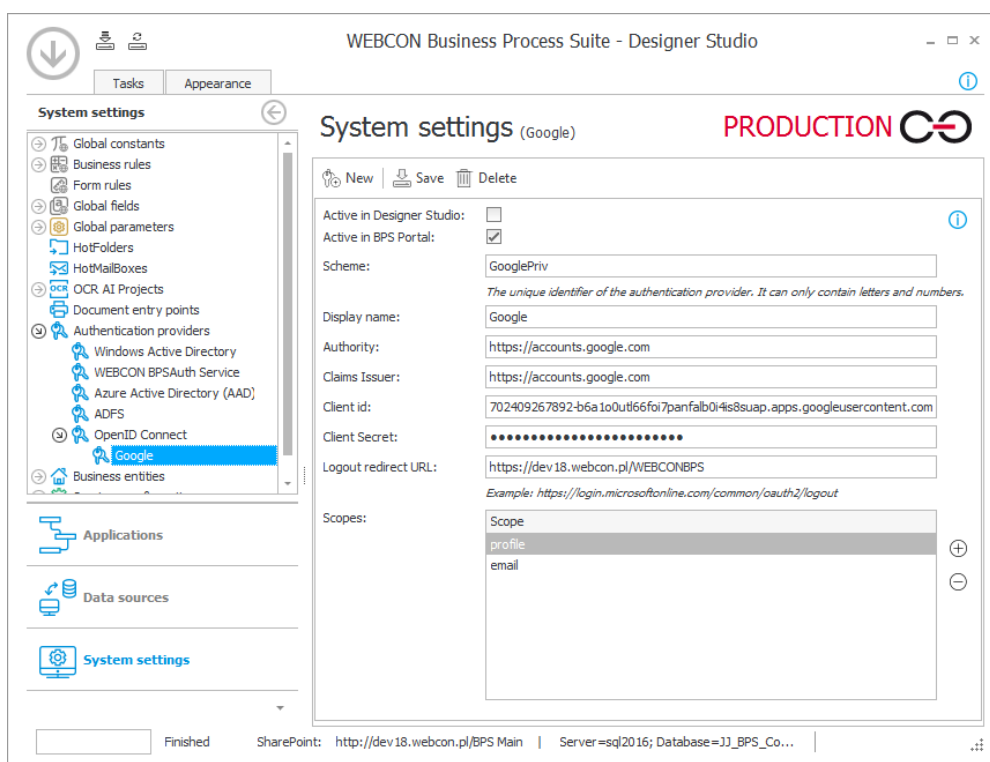 WEBCON Business Process Suite - Designer Studio
Tasks
Appearance
System settings
Global constants
Business rules
Form rules
Global fields
Global parameters
HotFolders
HotMailBoxes
OCR AI Projects
Document entry points
Authentication providers
Windows Active Directory
WEBCON BPSAuth Service
Azure Active Directory (AAD)
ADFS
OpenID Connect
Google
Business entities
Applications
Data sources
System settings
System settings (Google)
PRODUCTION
New
Save
Delete
Active in Designer Studio:
Active in BPS Portal:
Scheme: GooglePriv
The unique identifier of the authentication provider. It can only contain letters and numbers.
Display name: Google
Authority: https://accounts.google.com
Claims Issuer: https://accounts.google.com
Client id: 702409267892-b6a1o0utl66foi7panfalb0i4is8suap.apps.googleusercontent.com
Client Secret: ••••••••••••••••••••••••
Logout redirect URL: https://dev18.webcon.pl/WEBCONBPS
Example: https://login.microsoftonline.com/common/oauth2/logout
Scopes:
Scope
profile
email
Finished
SharePoint: http://dev18.webcon.pl/BPS Main | Server=sql2016; Database=JJ_BPS_Co...